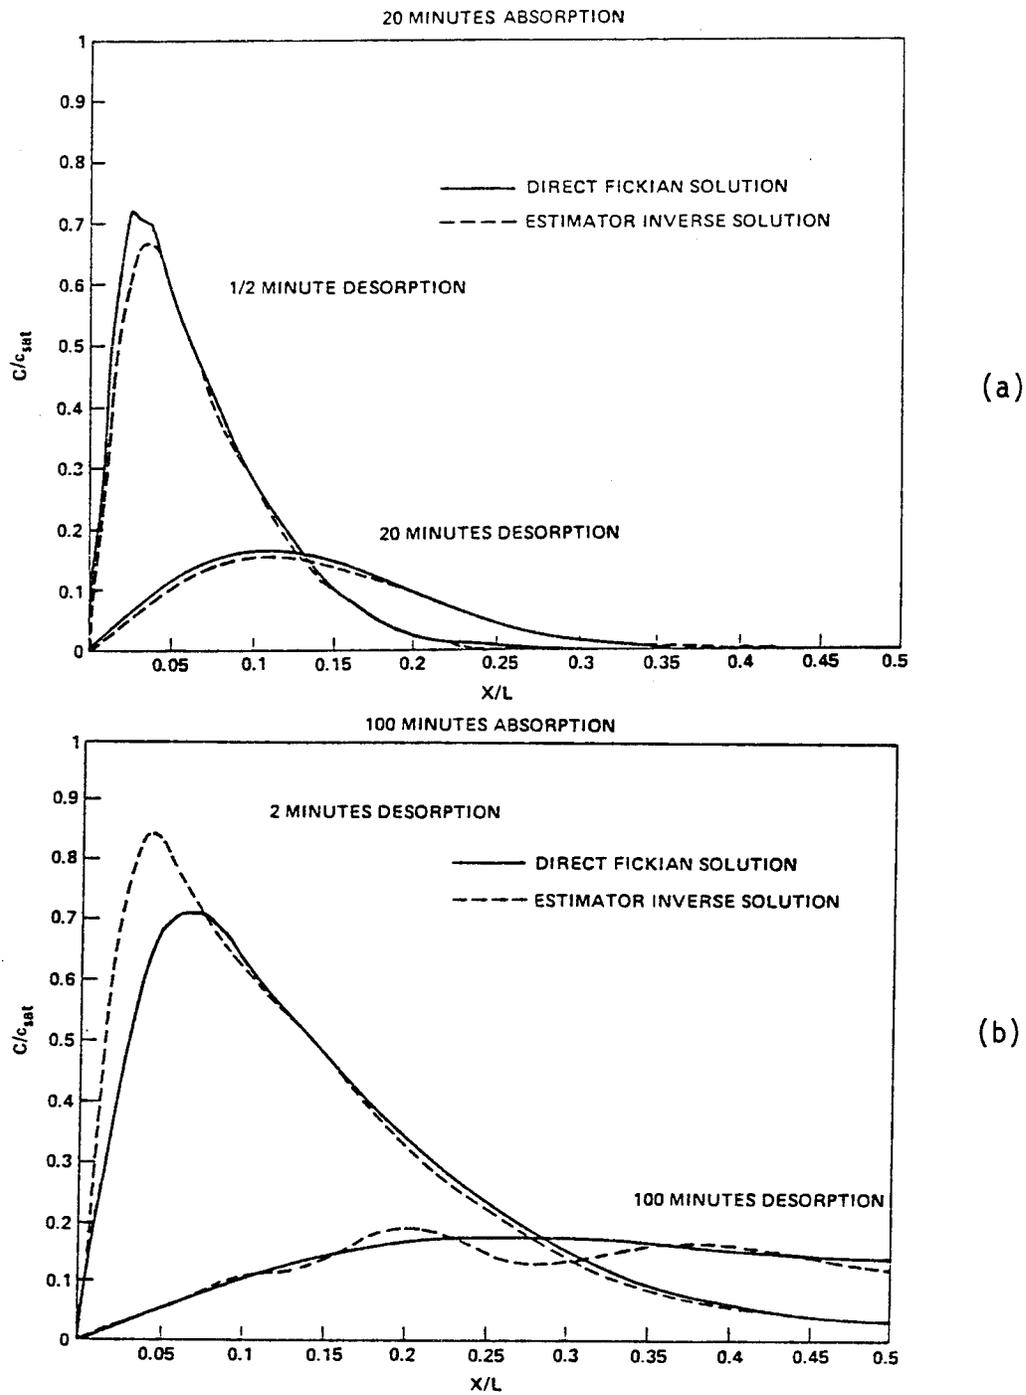 20 MINUTES ABSORPTION
1
0.9
0.8
0.7
0.6
0.5
0.4
0.3
0.2
0.1
0
C/c_sat
DIRECT FICKIAN SOLUTION
ESTIMATOR INVERSE SOLUTION
1/2 MINUTE DESORPTION
20 MINUTES DESORPTION
(a)
0.05 0.1 0.15 0.2 0.25 0.3 0.35 0.4 0.45 0.5
X/L
100 MINUTES ABSORPTION
1
0.9
0.8
0.7
0.6
0.5
0.4
0.3
0.2
0.1
0
C/c_sat
2 MINUTES DESORPTION
DIRECT FICKIAN SOLUTION
ESTIMATOR INVERSE SOLUTION
100 MINUTES DESORPTION
(b)
0.05 0.1 0.15 0.2 0.25 0.3 0.35 0.4 0.45 0.5
X/L